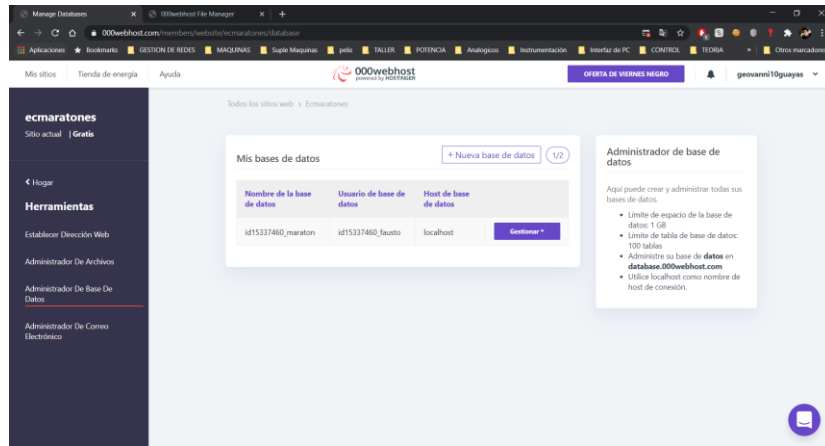 Manage Databases
000webhost File Manager
000webhost.com/members/website/ecmaratones/database
Aplicaciones
Bookmarks
GESTION DE REDES
MAQUINAS
Suple Maquinas
pelis
TALLER
POTENCIA
Analogicos
Instrumentación
Interfaz de PC
CONTROL
TEORIA
»
Otros marcadores
Mis sitios
Tienda de energía
Ayuda
000webhost
powered by HOSTINGER
OFERTA DE VIERNES NEGRO
geovanni10guayas
ecmaratones
Sitio actual | Gratis
Hogar
Herramientas
Establecer Dirección Web
Administrador De Archivos
Administrador De Base De
Datos
Administrador De Correo
Electrónico
Todos los sitios web > Ecmaratones
Mis bases de datos
+ Nueva base de datos
1/2
Nombre de la base
de datos
Usuario de base de
datos
Host de base
de datos
id15337460_maraton
id15337460_fausto
localhost
Gestionar
Administrador de base de
datos
Aquí puede crear y administrar todas sus
bases de datos.
• Límite de espacio de la base de
datos: 1 GB
• Límite de tabla de base de datos:
100 tablas
• Administre su base de datos en
database.000webhost.com
• Utilice localhost como nombre de
host de conexión.